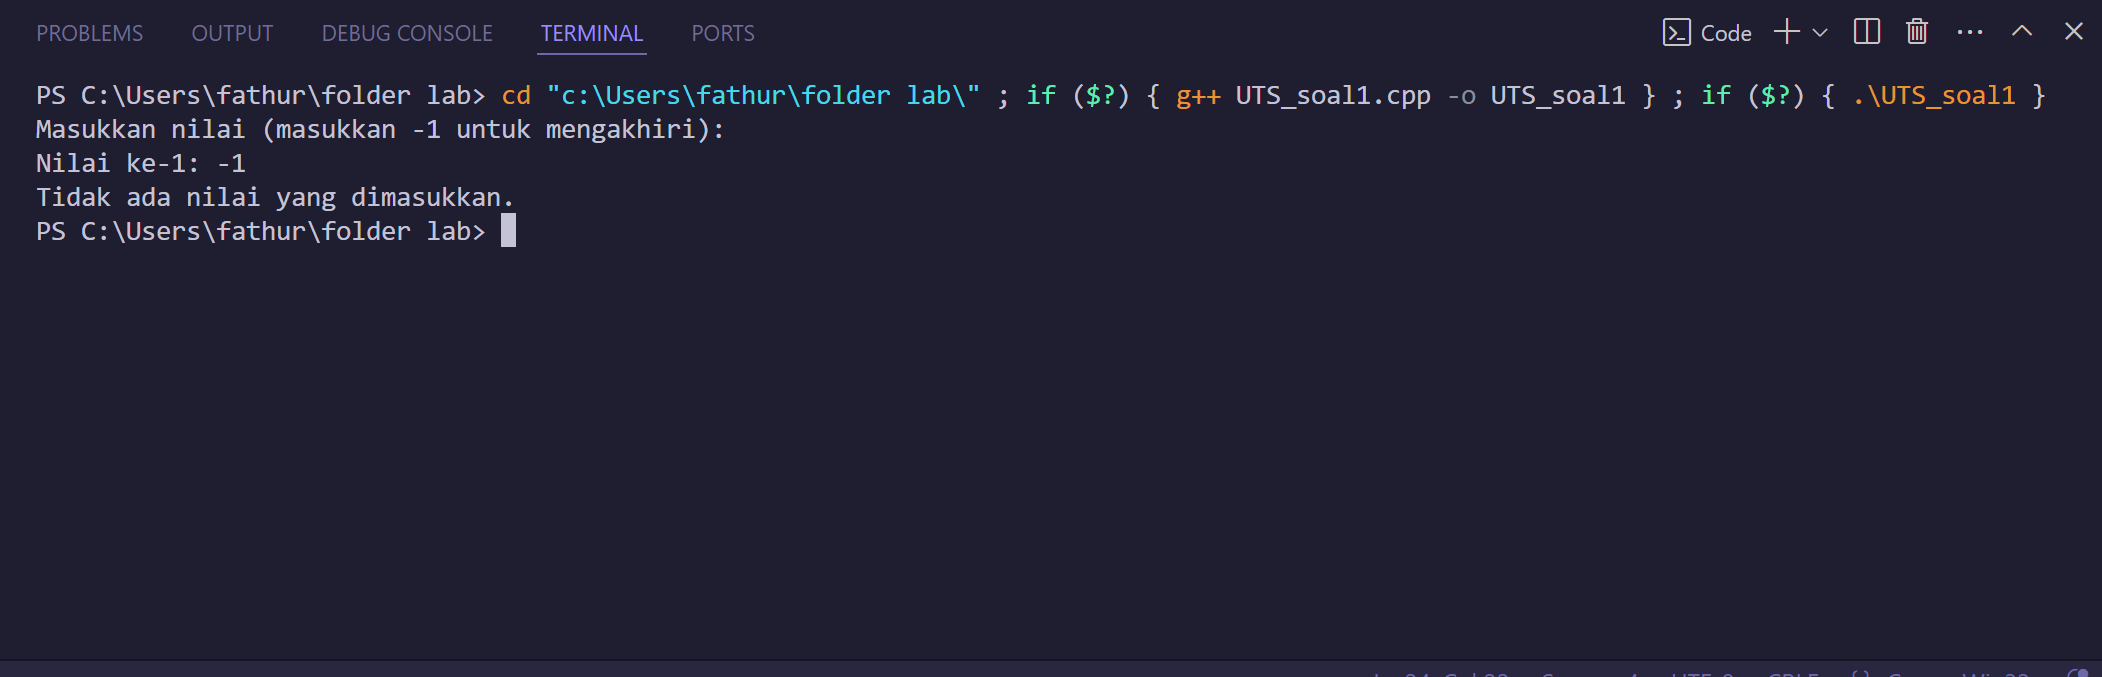 PROBLEMS OUTPUT DEBUG CONSOLE TERMINAL PORTS Code
PS C:\Users\fathur\folder lab> cd "c:\Users\fathur\folder lab\" ; if ($?) { g++ UTS_soal1.cpp -o UTS_soal1 } ; if ($?) { .\UTS_soal1 }
Masukkan nilai (masukkan -1 untuk mengakhiri):
Nilai ke-1: -1
Tidak ada nilai yang dimasukkan.
PS C:\Users\fathur\folder lab>